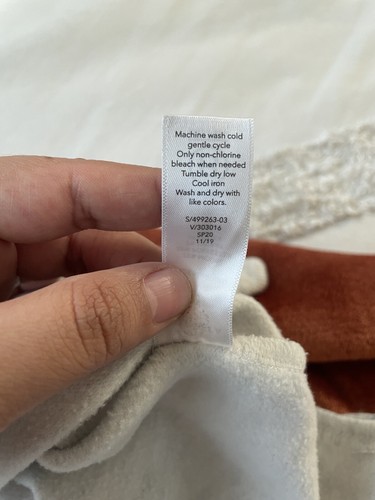 Machine wash cold
gentle cycle
Only non-chlorine
bleach when needed
Tumble dry low
Cool iron
Wash and dry with
like colors.
S/499263-03
V/303016
SP20
11/19